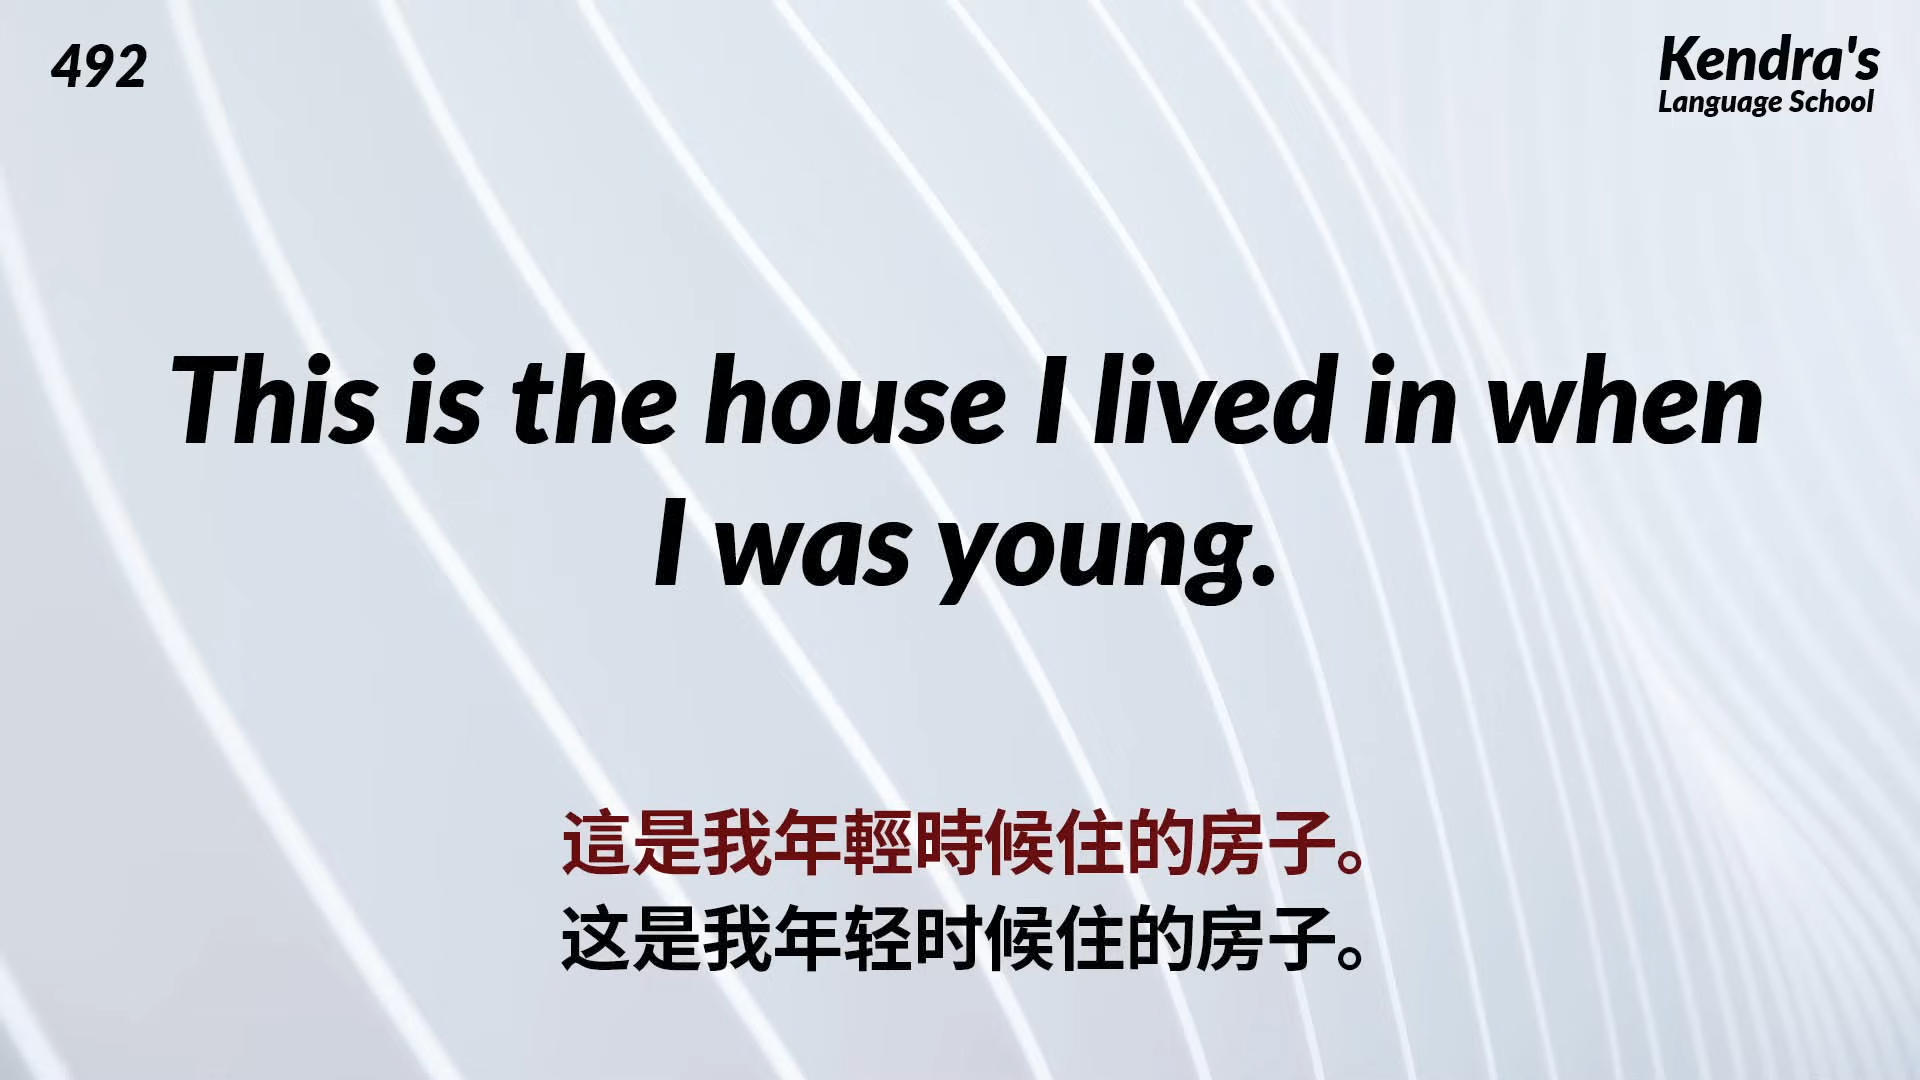 492
Kendra's
Language School
This is the house I lived in when
I was young.
這是我年輕時候住的房子。
这是我年轻时候住的房子。